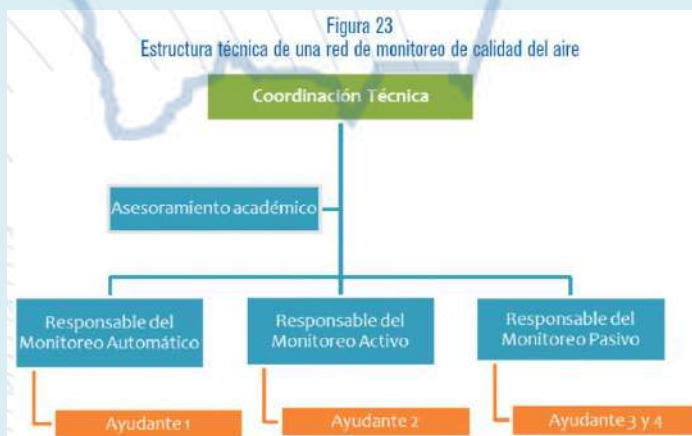 Figura 23
Estructura técnica de una red de monitoreo de calidad del aire
Coordinación Técnica
Asesoramiento académico
Responsable del
Monitoreo Automático
Responsable del
Monitoreo Activo
Responsable del
Monitoreo Pasivo
Ayudante 1
Ayudante 2
Ayudante 3 y 4